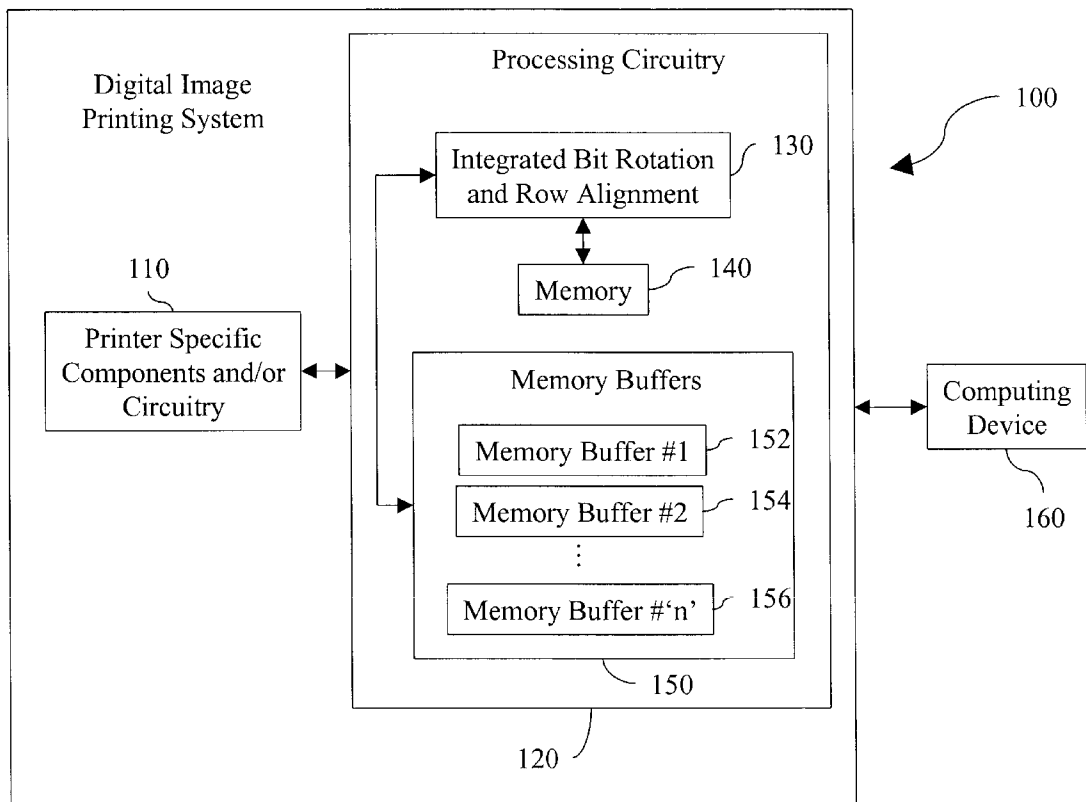 Digital Image
Printing System
Processing Circuitry
100
130
Integrated Bit Rotation
and Row Alignment
140
Memory
110
Printer Specific
Components and/or
Circuitry
Memory Buffers
152
Memory Buffer #1
154
Memory Buffer #2
⋮
156
Memory Buffer #‘n’
150
120
Computing
Device
160